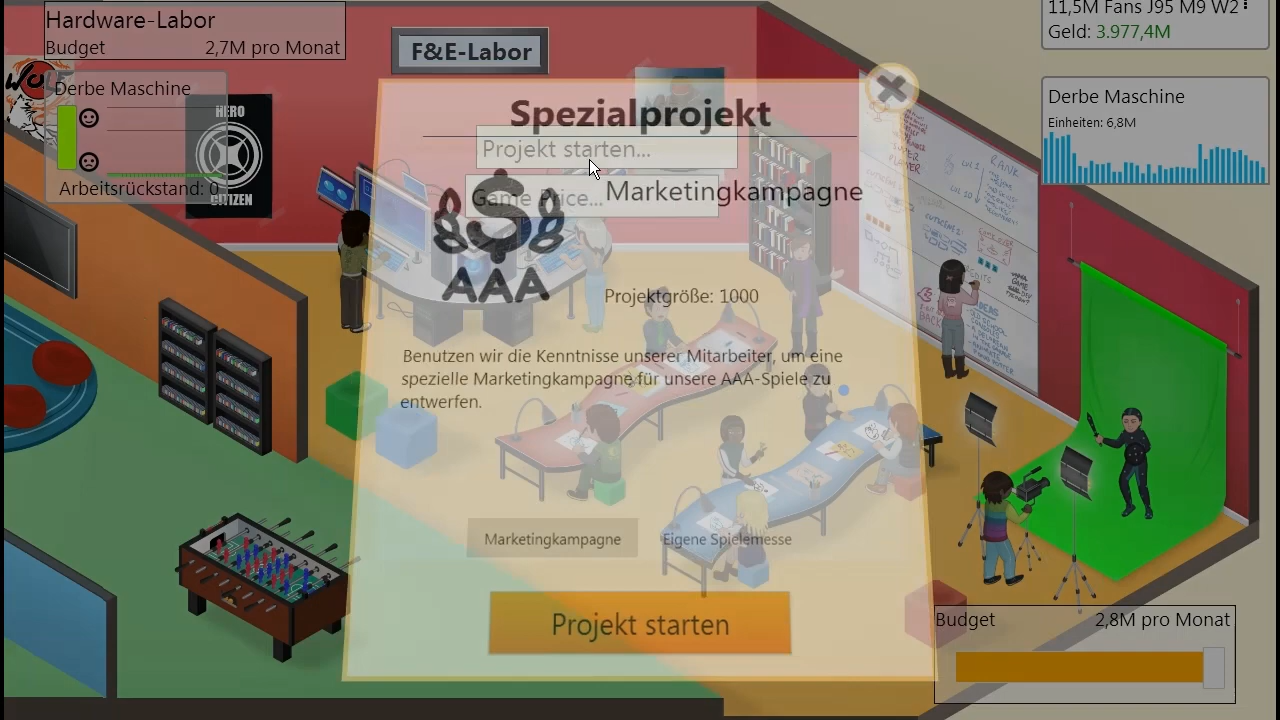 Hardware-Labor
Budget 2,7M pro Monat
F&E-Labor
11,5M Fans J95 M9 W2
Geld: 3.977,4M
Derbe Maschine
Arbeitsrückstand: 0
HERO
CITIZEN
Derbe Maschine
Einheiten: 6,8M
Spezialprojekt
Projekt starten...
Game Price...
Marketingkampagne
AAA
Projektgröße: 1000
Benutzen wir die Kenntnisse unserer Mitarbeiter, um eine
spezielle Marketingkampagne für unsere AAA-Spiele zu
entwerfen.
Marketingkampagne
Eigene Spielemesse
Projekt starten
RANK
Budget 2,8M pro Monat